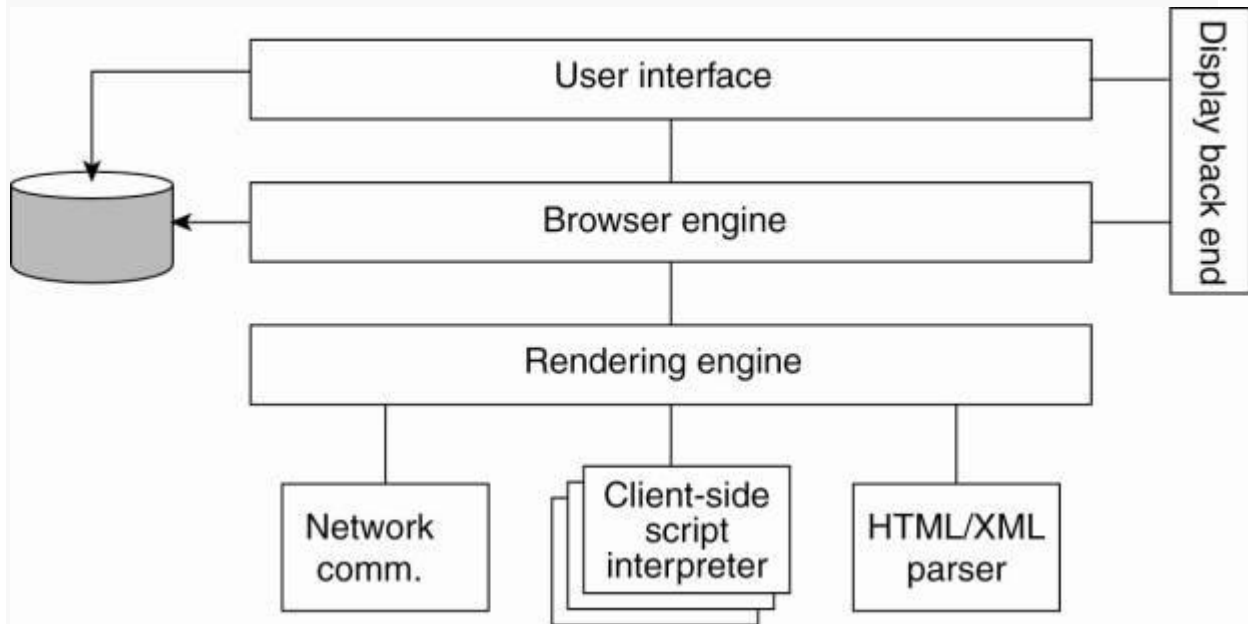 User interface
Display back end
Browser engine
Rendering engine
Network
comm.
Client-side
script
interpreter
HTML/XML
parser